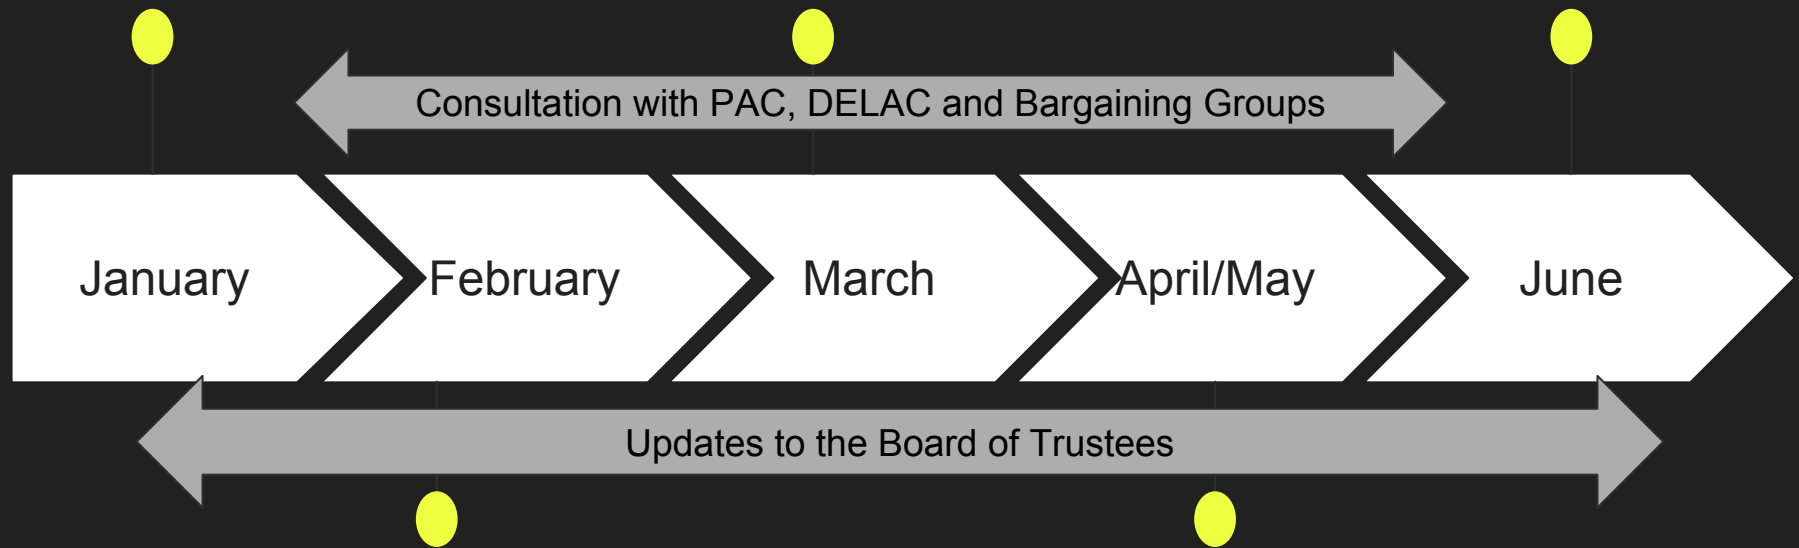 Consultation with PAC, DELAC and Bargaining Groups
January
February
March
April/May
June
Updates to the Board of Trustees